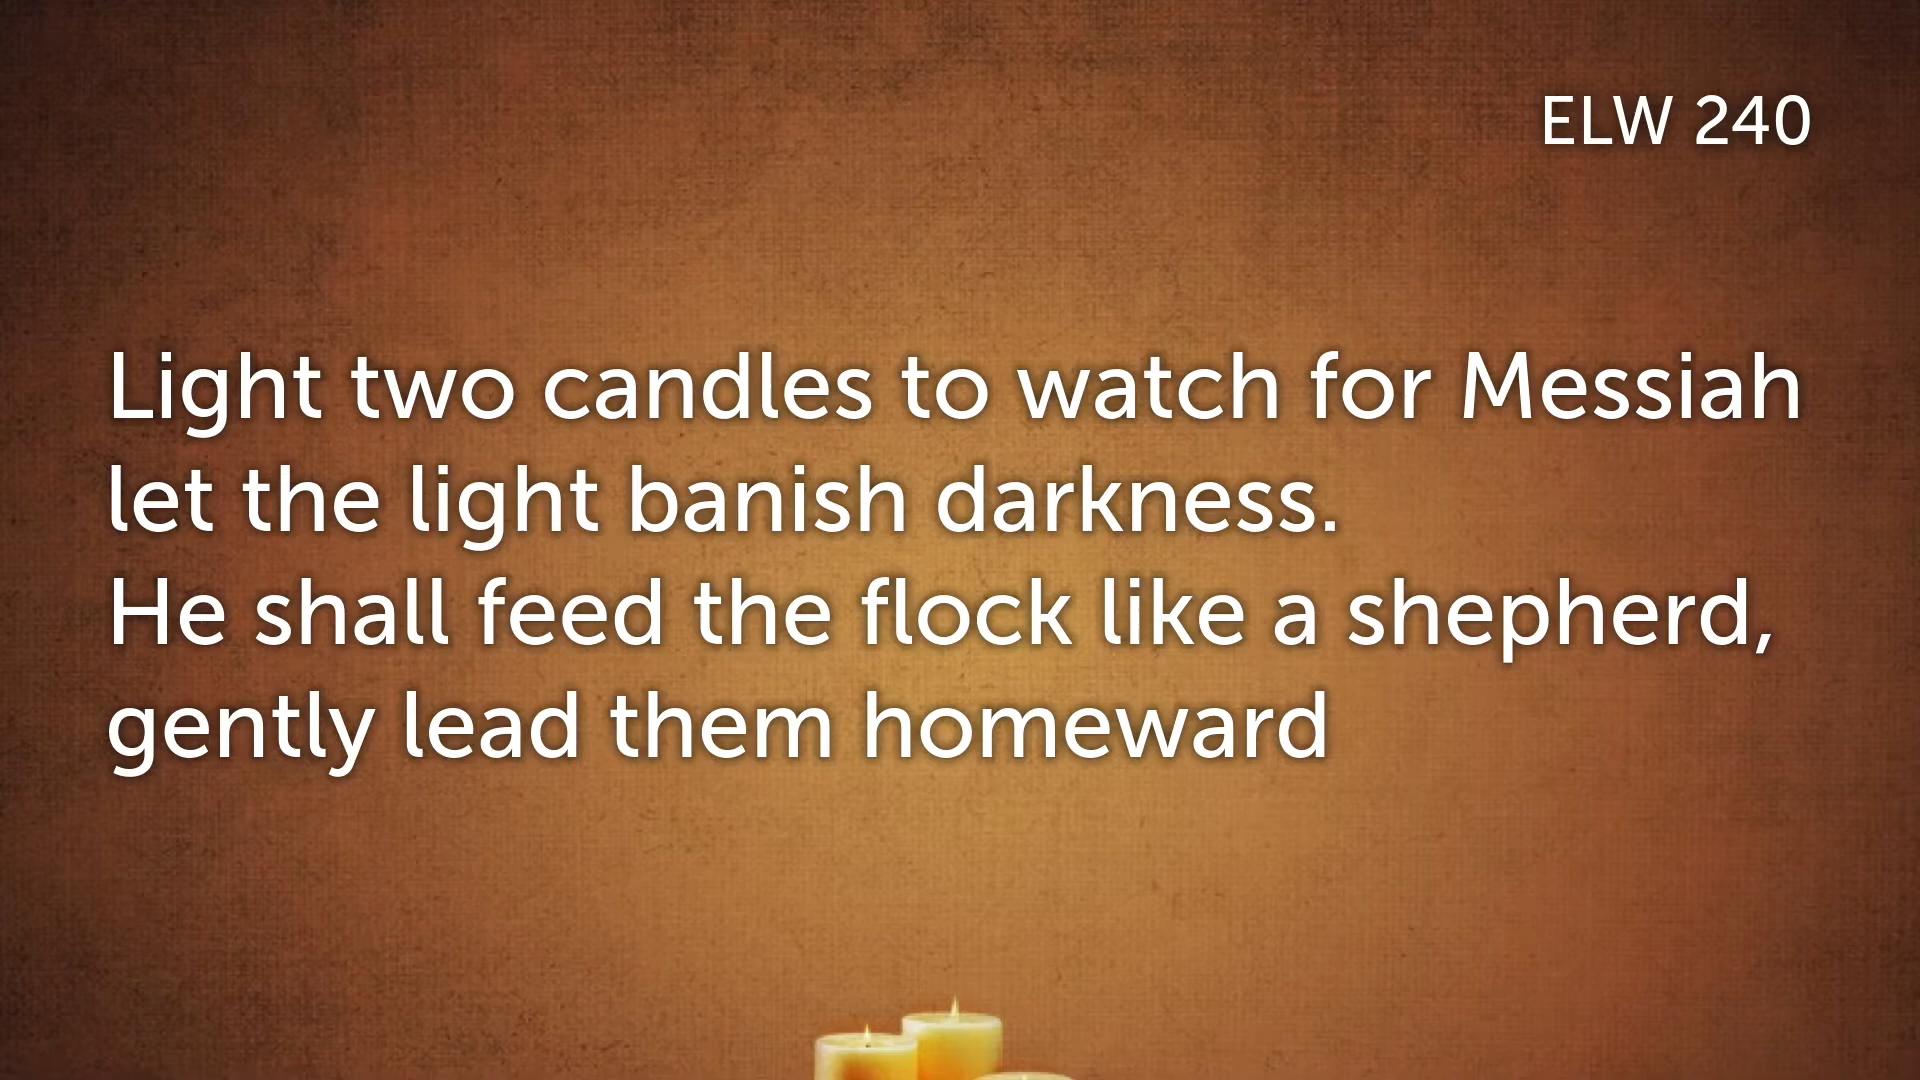 ELW 240
Light two candles to watch for Messiah
let the light banish darkness.
He shall feed the flock like a shepherd,
gently lead them homeward